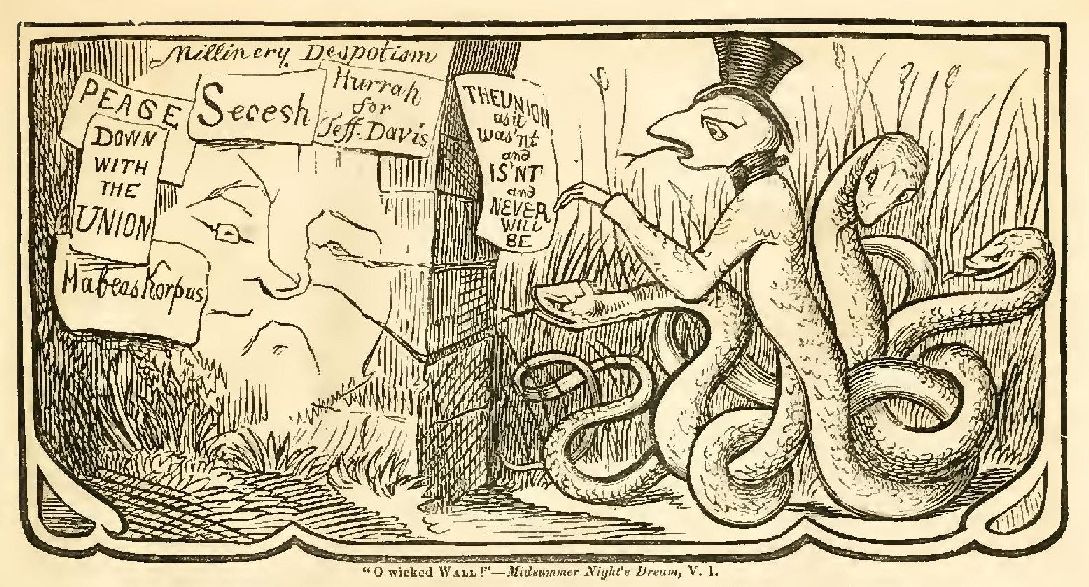 Millinery Despotism
PEACE
Secesh
Hurrah
for
Jeff. Davis
DOWN
WITH
THE
UNION
Habeas Korpus
THE UNION
as it
was'nt
and
IS'NT
and
NEVER
WILL
BE
"O wicked WALL!"—Midsummer Night's Dream, V. 1.